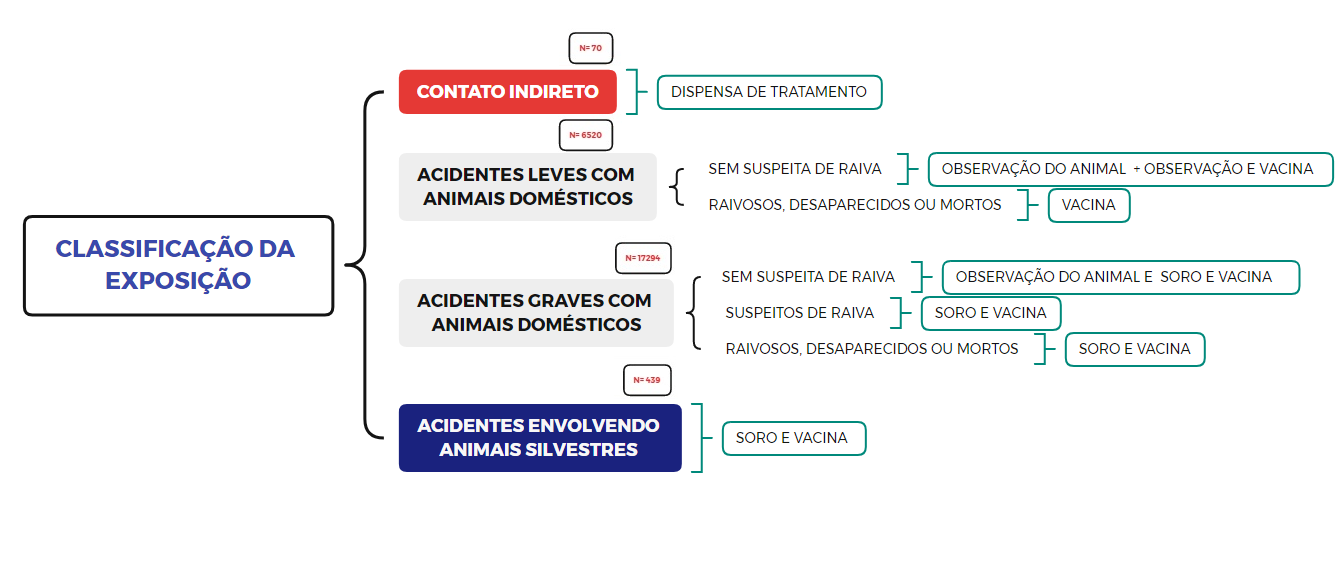 CLASSIFICAÇÃO DA
EXPOSIÇÃO
N= 70
CONTATO INDIRETO
DISPENSA DE TRATAMENTO
N= 6520
ACIDENTES LEVES COM
ANIMAIS DOMÉSTICOS
SEM SUSPEITA DE RAIVA
OBSERVAÇÃO DO ANIMAL + OBSERVAÇÃO E VACINA
RAIVOSOS, DESAPARECIDOS OU MORTOS
VACINA
N= 17294
ACIDENTES GRAVES COM
ANIMAIS DOMÉSTICOS
SEM SUSPEITA DE RAIVA
OBSERVAÇÃO DO ANIMAL E SORO E VACINA
SUSPEITOS DE RAIVA
SORO E VACINA
RAIVOSOS, DESAPARECIDOS OU MORTOS
SORO E VACINA
N= 439
ACIDENTES ENVOLVENDO
ANIMAIS SILVESTRES
SORO E VACINA